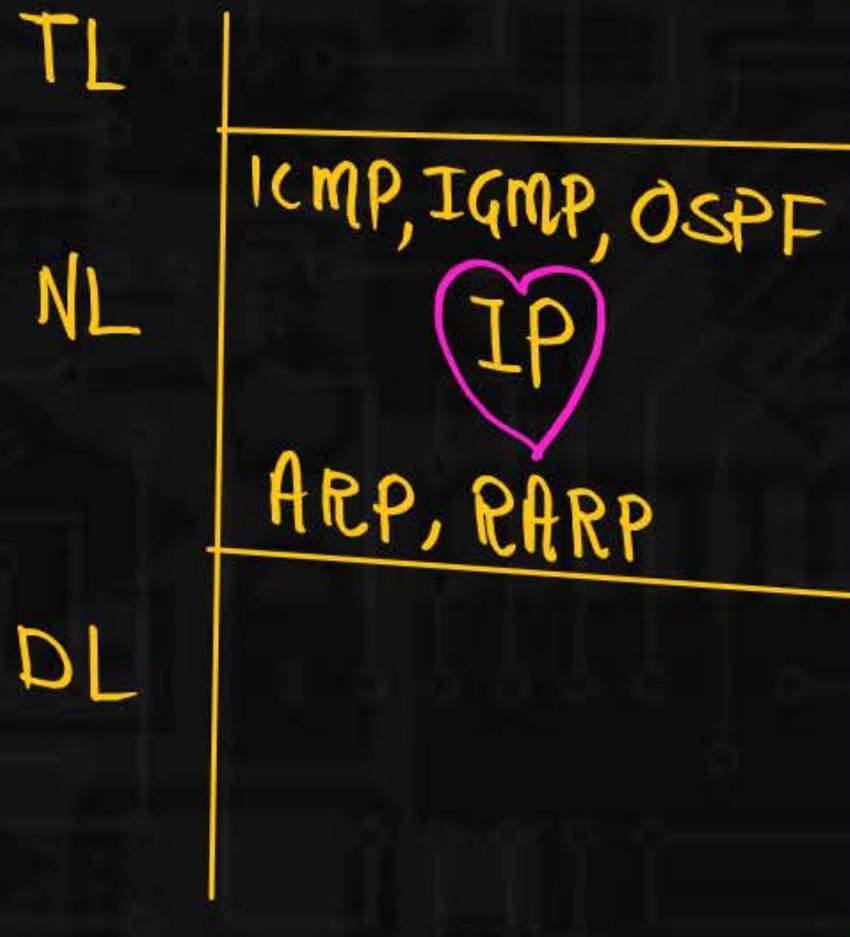 TL
ICMP, IGMP, OSPF
NL
IP
ARP, RARP
DL